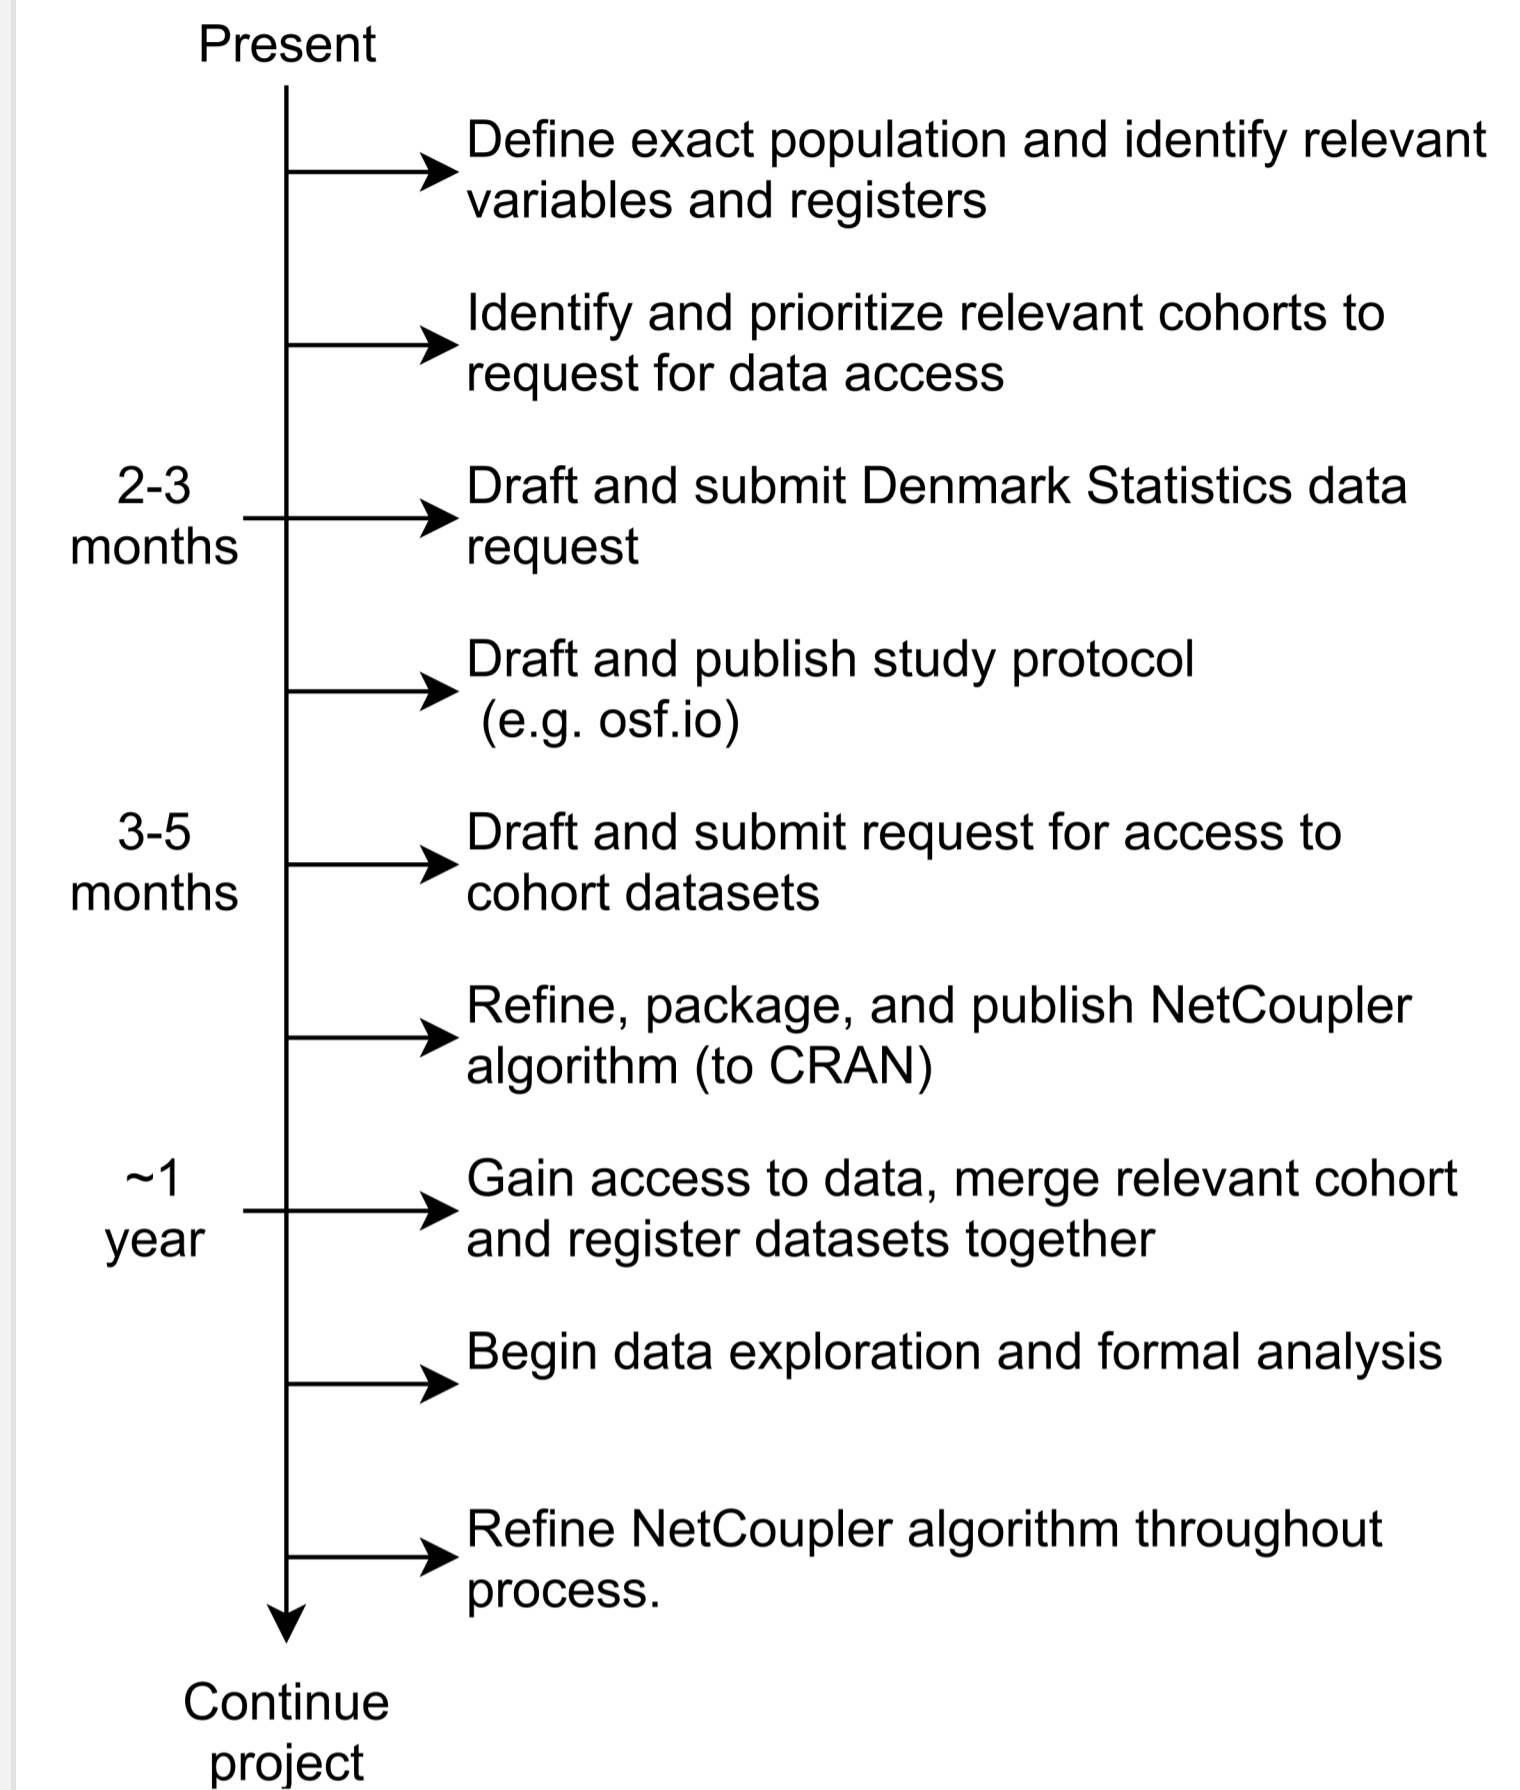 Present
Define exact population and identify relevant
variables and registers
Identify and prioritize relevant cohorts to
request for data access
2-3
months
Draft and submit Denmark Statistics data
request
Draft and publish study protocol
(e.g. osf.io)
3-5
months
Draft and submit request for access to
cohort datasets
Refine, package, and publish NetCoupler
algorithm (to CRAN)
~1
year
Gain access to data, merge relevant cohort
and register datasets together
Begin data exploration and formal analysis
Refine NetCoupler algorithm throughout
process.
Continue
project